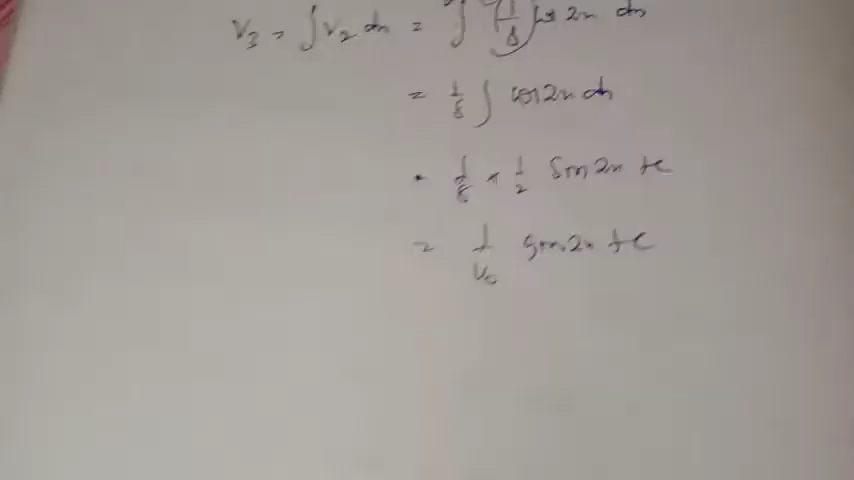 V₃ = ∫ V₂ dx = ∫ (1/8) cos 2x dx
= 1/8 ∫ cos 2x dx
= 1/8 × 1/2 Sin 2x + c
= 1/16 Sin 2x + c